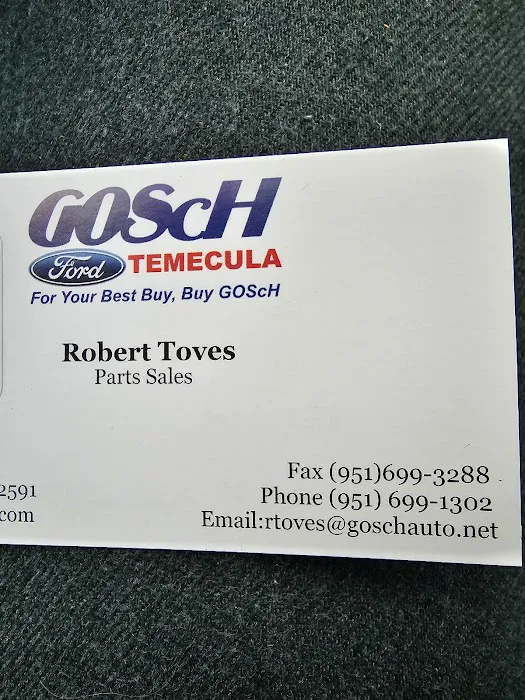 GOScH
Ford TEMECULA
For Your Best Buy, Buy GOScH
Robert Toves
Parts Sales
2591
com
Fax (951)699-3288
Phone (951) 699-1302
Email:rtoves@goschauto.net